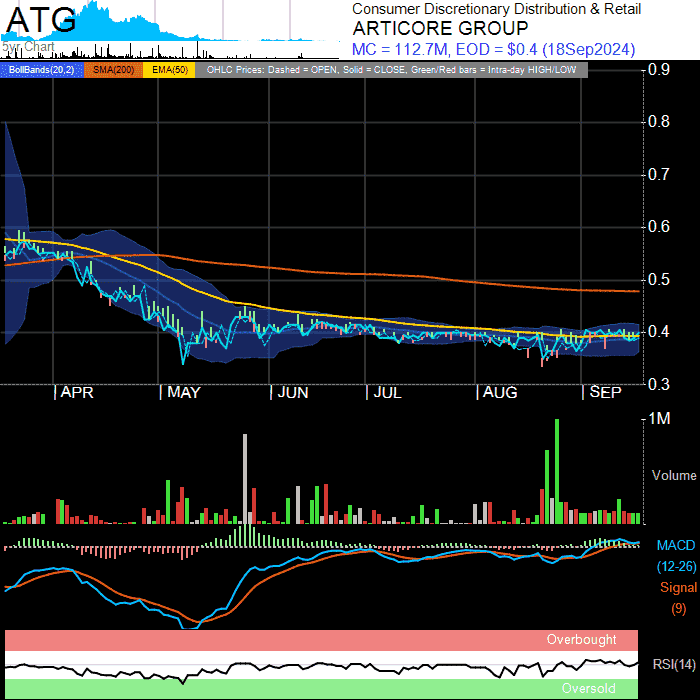 ATG
5yr Chart
Consumer Discretionary Distribution & Retail
ARTICORE GROUP
MC = 112.7M, EOD = $0.4 (18Sep2024)
BollBands(20,2) SMA(200) EMA(50) OHLC Prices: Dashed = OPEN, Solid = CLOSE, Green/Red bars = Intra-day HIGH/LOW
0.9
0.8
0.7
0.6
0.5
0.4
0.3
APR MAY JUN JUL AUG SEP
1M
Volume
MACD
(12-26)
Signal
(9)
Overbought
RSI(14)
Oversold